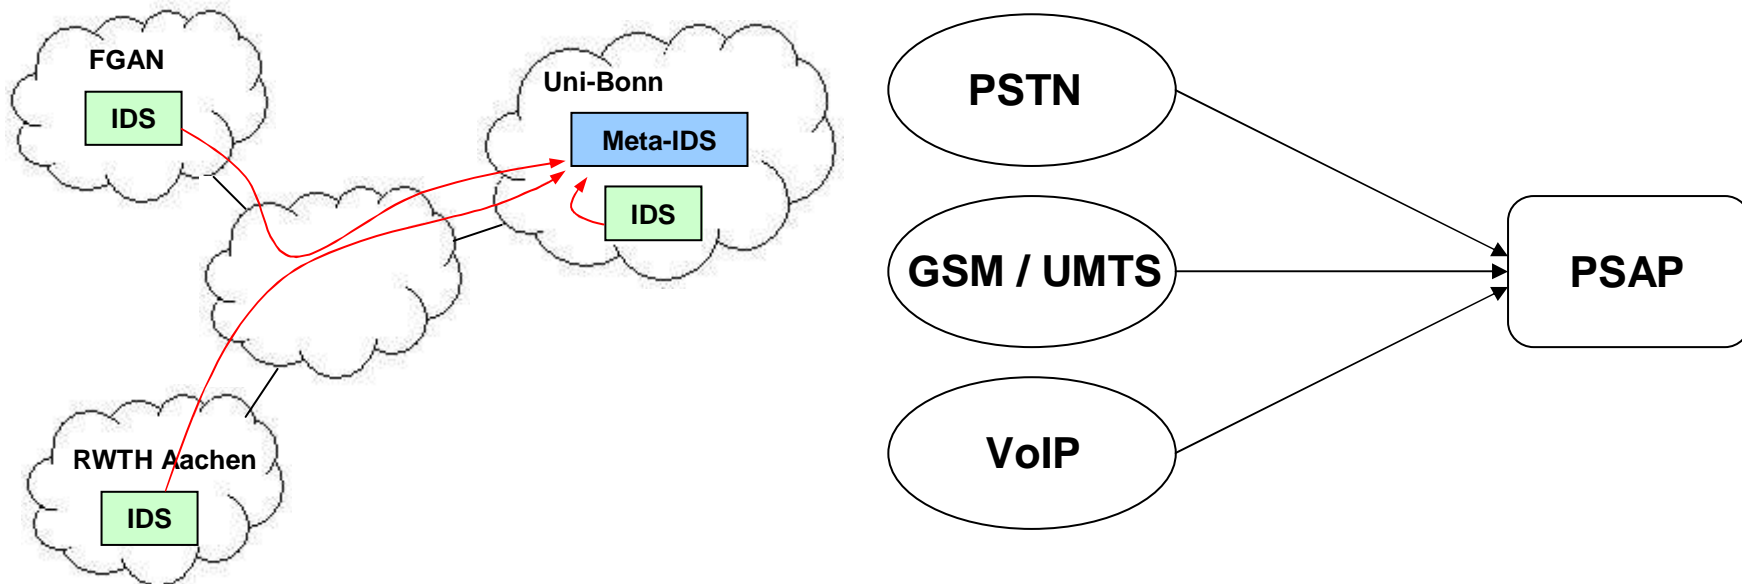 FGAN
IDS
Uni-Bonn
Meta-IDS
IDS
RWTH Aachen
IDS
PSTN
GSM / UMTS
VoIP
PSAP